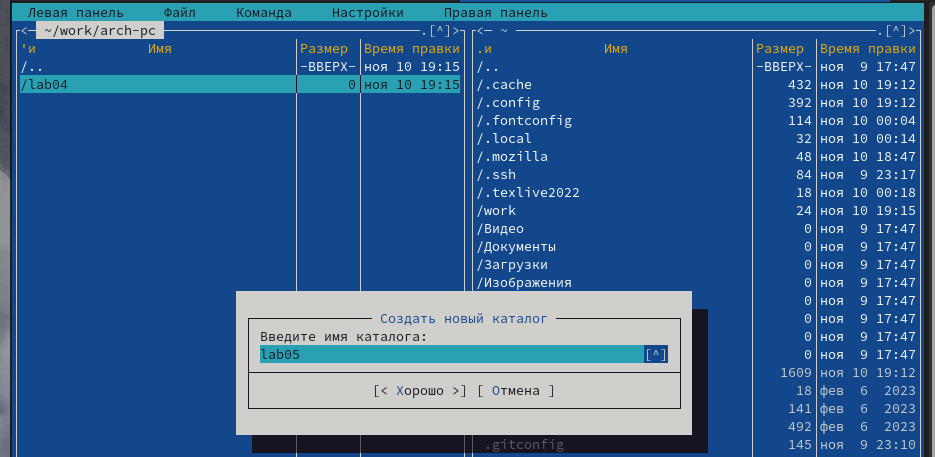 Левая панель Файл Команда Настройки Правая панель
<─ ~/work/arch-pc .[^]>
'и Имя Размер Время правки
/.. -ВВЕРХ- ноя 10 19:15
/lab04 0 ноя 10 19:15
<─ ~ .[^]>
.и Имя Размер Время правки
/.. -ВВЕРХ- ноя 9 17:47
/.cache 432 ноя 10 19:12
/.config 392 ноя 10 19:12
/.fontconfig 114 ноя 10 00:04
/.local 32 ноя 10 00:14
/.mozilla 48 ноя 10 18:47
/.ssh 84 ноя 9 23:17
/.texlive2022 18 ноя 10 00:18
/work 24 ноя 10 19:15
/Видео 0 ноя 9 17:47
/Документы 0 ноя 9 17:47
/Загрузки 0 ноя 9 17:47
/Изображения 0 ноя 9 17:47
0 ноя 9 17:47
0 ноя 9 17:47
0 ноя 9 17:47
0 ноя 9 17:47
1609 ноя 10 19:12
18 фев 6 2023
141 фев 6 2023
492 фев 6 2023
.gitconfig 145 ноя 9 23:10
Создать новый каталог
Введите имя каталога:
lab05 [^]
[< Хорошо >] [ Отмена ]